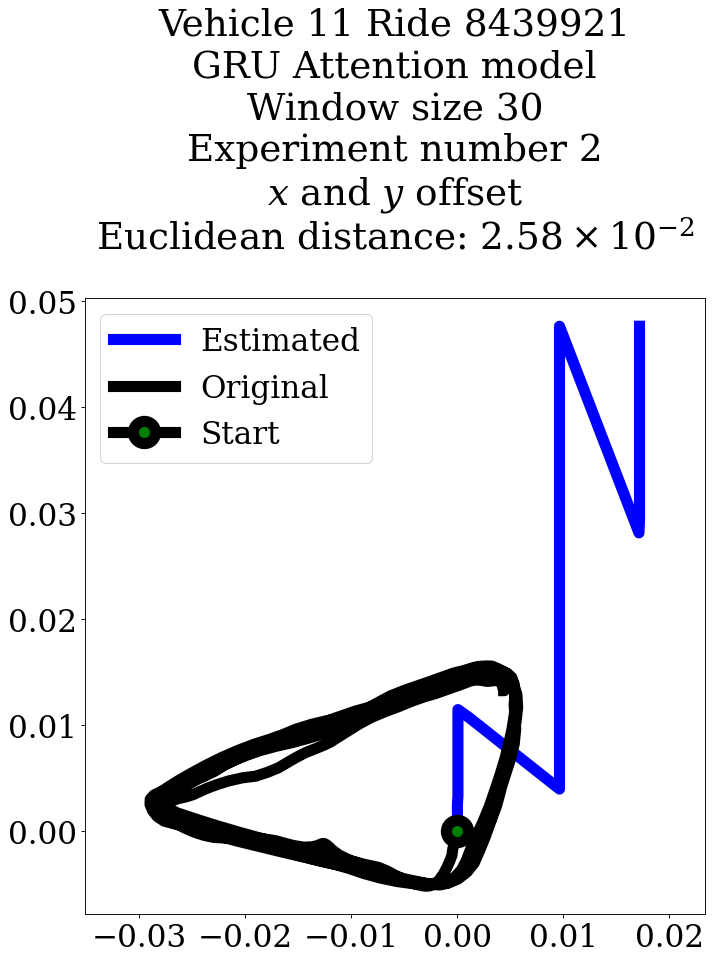 Vehicle 11 Ride 8439921
GRU Attention model
Window size 30
Experiment number 2
x and y offset
Euclidean distance: 2.58 × 10⁻²
Estimated
Original
Start
0.05
0.04
0.03
0.02
0.01
0.00
−0.03 −0.02 −0.01 0.00 0.01 0.02